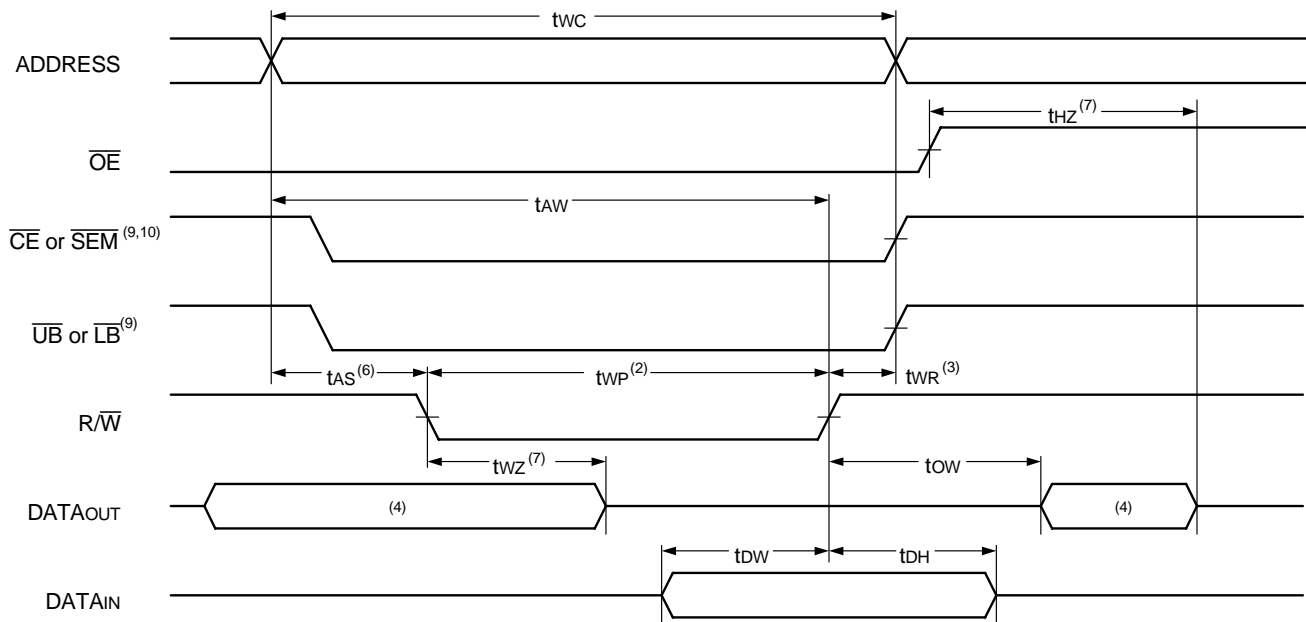 tWC
ADDRESS
tHZ (7)
OE
tAW
CE or SEM (9,10)
UB or LB (9)
tAS (6)
tWP (2)
tWR (3)
R/W
tWZ (7)
tOW
DATAOUT
(4)
(4)
tDW
tDH
DATAIN